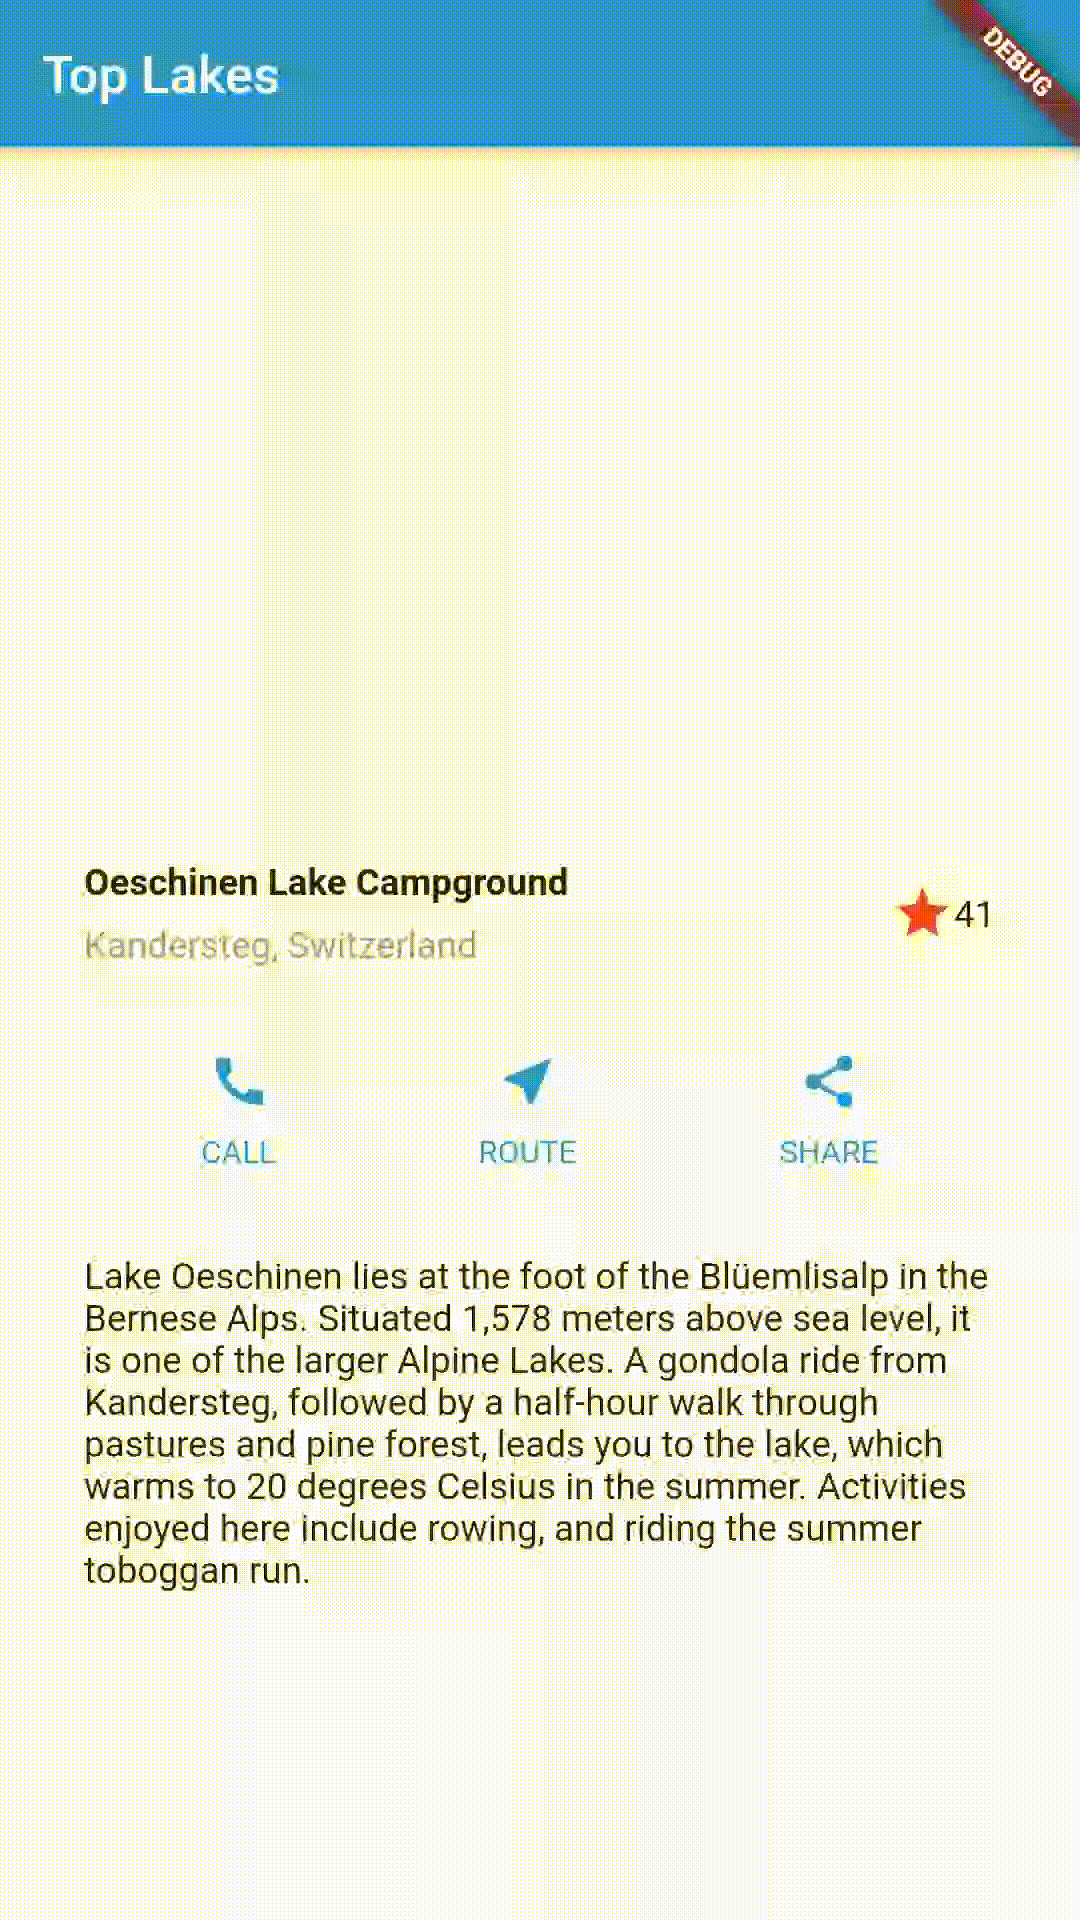 Top Lakes
DEBUG
Oeschinen Lake Campground
Kandersteg, Switzerland
41
CALL
ROUTE
SHARE
Lake Oeschinen lies at the foot of the Blüemlisalp in the
Bernese Alps. Situated 1,578 meters above sea level, it
is one of the larger Alpine Lakes. A gondola ride from
Kandersteg, followed by a half-hour walk through
pastures and pine forest, leads you to the lake, which
warms to 20 degrees Celsius in the summer. Activities
enjoyed here include rowing, and riding the summer
toboggan run.